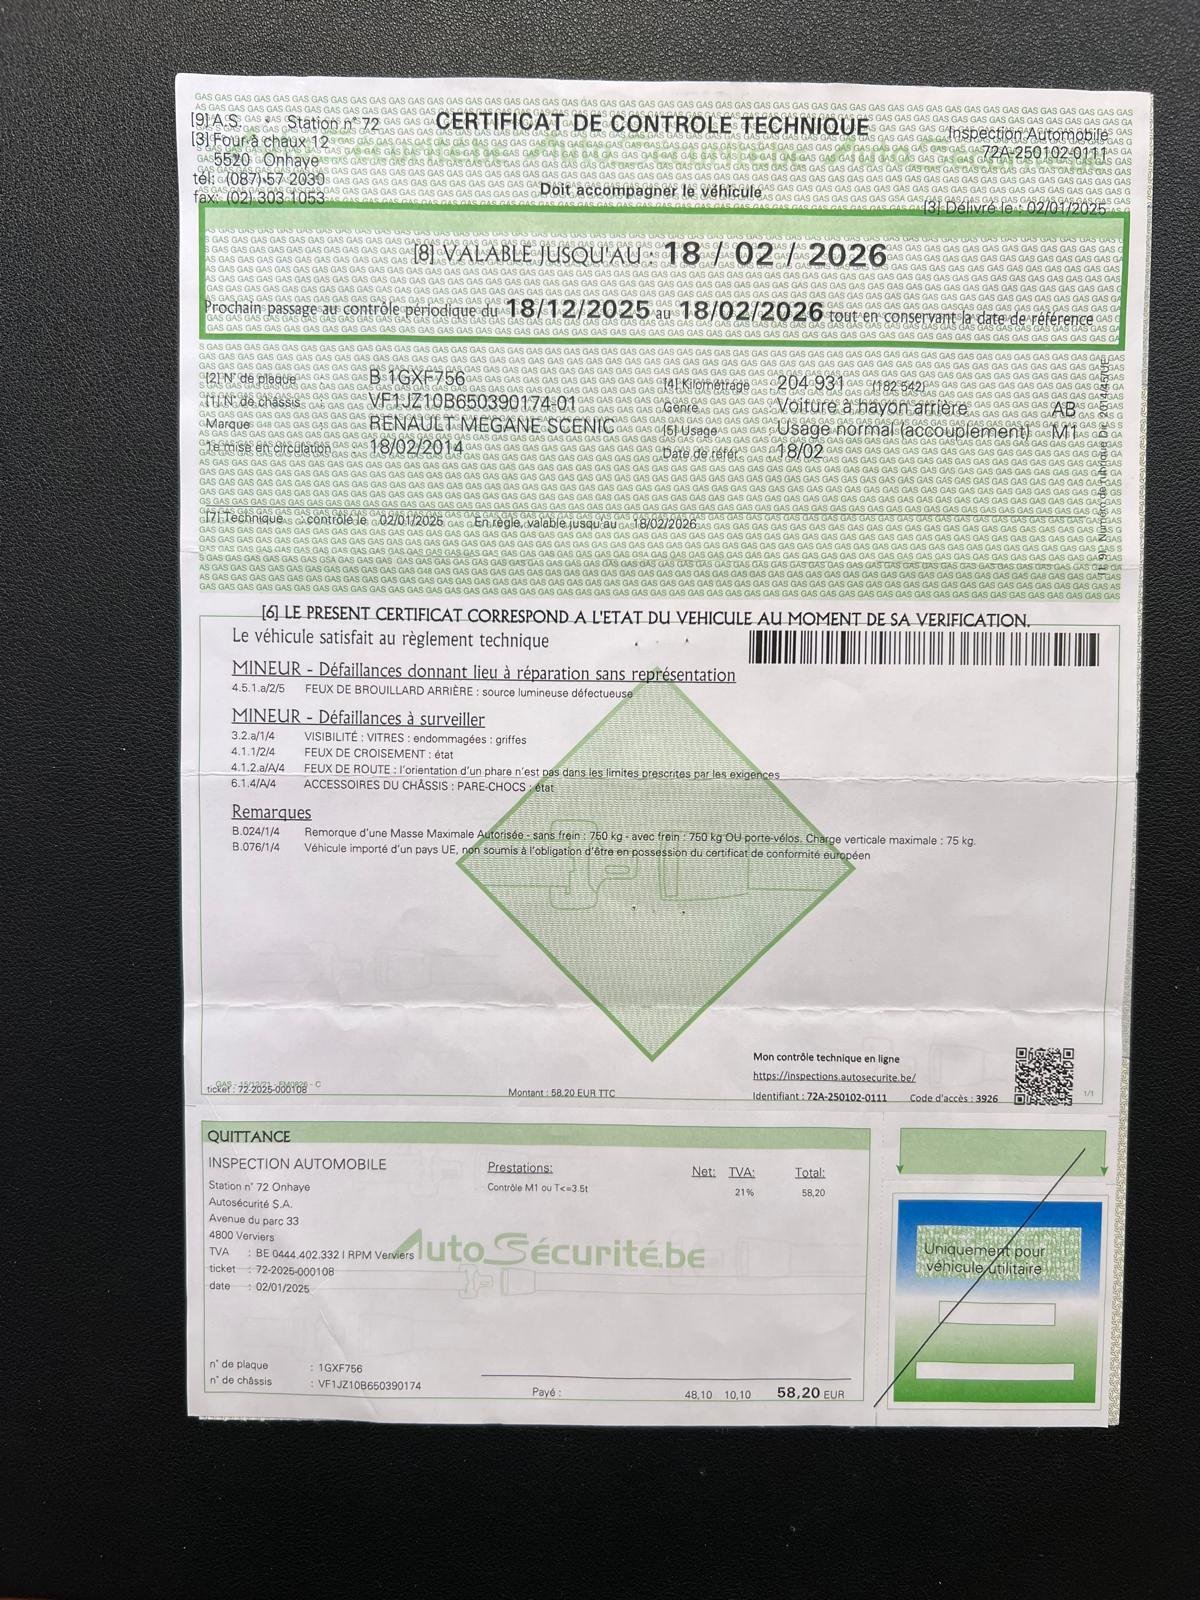 [9] A.S. • Station n° 72
CERTIFICAT DE CONTROLE TECHNIQUE
Inspection Automobile
[3] Four à chaux 12
72A-250102-0111
5520 Onhaye
tél: (087) 57 2030
Doit accompagner le véhicule
fax: (02) 303 1053
[3] Délivré le : 02/01/2025
[8] VALABLE JUSQU'AU : 18 / 02 / 2026
Prochain passage au contrôle périodique du 18/12/2025 au 18/02/2026 tout en conservant la date de référence
[2] N° de plaque B 1GXF756
[4] Kilométrage 204 931 (182 542)
[1] N° de châssis VF1JZ10B650390174-01
Genre Voiture à hayon arrière AB
Marque RENAULT MEGANE SCENIC
[5] Usage Usage normal (accouplement) M1
1e mise en circulation 18/02/2014
Date de réfer. 18/02
[7] Technique : contrôlé le 02/01/2025 En règle, valable jusqu'au 18/02/2026
[6] LE PRESENT CERTIFICAT CORRESPOND A L'ETAT DU VEHICULE AU MOMENT DE SA VERIFICATION.
Le véhicule satisfait au règlement technique
MINEUR - Défaillances donnant lieu à réparation sans représentation
4.5.1.a/2/5 FEUX DE BROUILLARD ARRIÈRE : source lumineuse défectueuse
MINEUR - Défaillances à surveiller
3.2.a/1/4 VISIBILITÉ : VITRES : endommagées : griffes
4.1.1/2/4 FEUX DE CROISEMENT : état
4.1.2.a/A/4 FEUX DE ROUTE : l'orientation d'un phare n'est pas dans les limites prescrites par les exigences
6.1.4/A/4 ACCESSOIRES DU CHÂSSIS : PARE-CHOCS : état
Remarques
B.024/1/4 Remorque d'une Masse Maximale Autorisée - sans frein : 750 kg - avec frein : 750 kg OU porte-vélos. Charge verticale maximale : 75 kg.
B.076/1/4 Véhicule importé d'un pays UE, non soumis à l'obligation d'être en possession du certificat de conformité européen
Mon contrôle technique en ligne
https://inspections.autosecurite.be/
ticket : 72-2025-000108
Montant : 58,20 EUR TTC
Identifiant : 72A-250102-0111 Code d'accès : 3926
1/1
QUITTANCE
INSPECTION AUTOMOBILE
Prestations: Net: TVA: Total:
Station n° 72 Onhaye
Contrôle M1 ou T<=3.5t 21% 58,20
Autosécurité S.A.
Avenue du parc 33
4800 Verviers
TVA : BE 0444.402.332 | RPM Verviers
AutoSécurité.be
ticket : 72-2025-000108
date : 02/01/2025
Uniquement pour
véhicule utilitaire
n° de plaque : 1GXF756
n° de châssis : VF1JZ10B650390174
Payé : 48,10 10,10 58,20 EUR